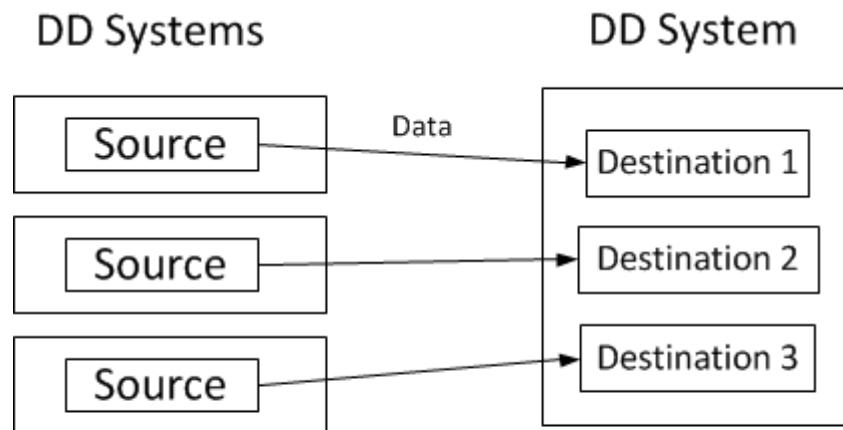 DD Systems
DD System
Source
Data
Destination 1
Source
Destination 2
Source
Destination 3